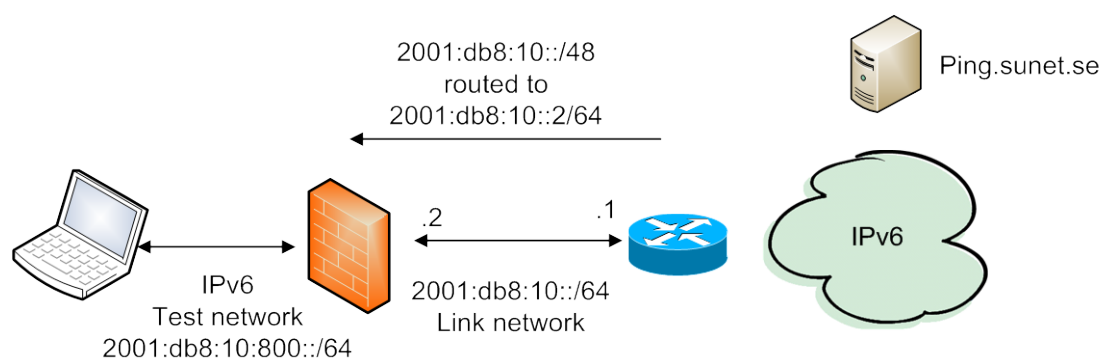 2001:db8:10::/48
routed to
2001:db8:10::2/64
Ping.sunet.se
.2
.1
IPv6
IPv6
Test network
2001:db8:10:800::/64
2001:db8:10::/64
Link network